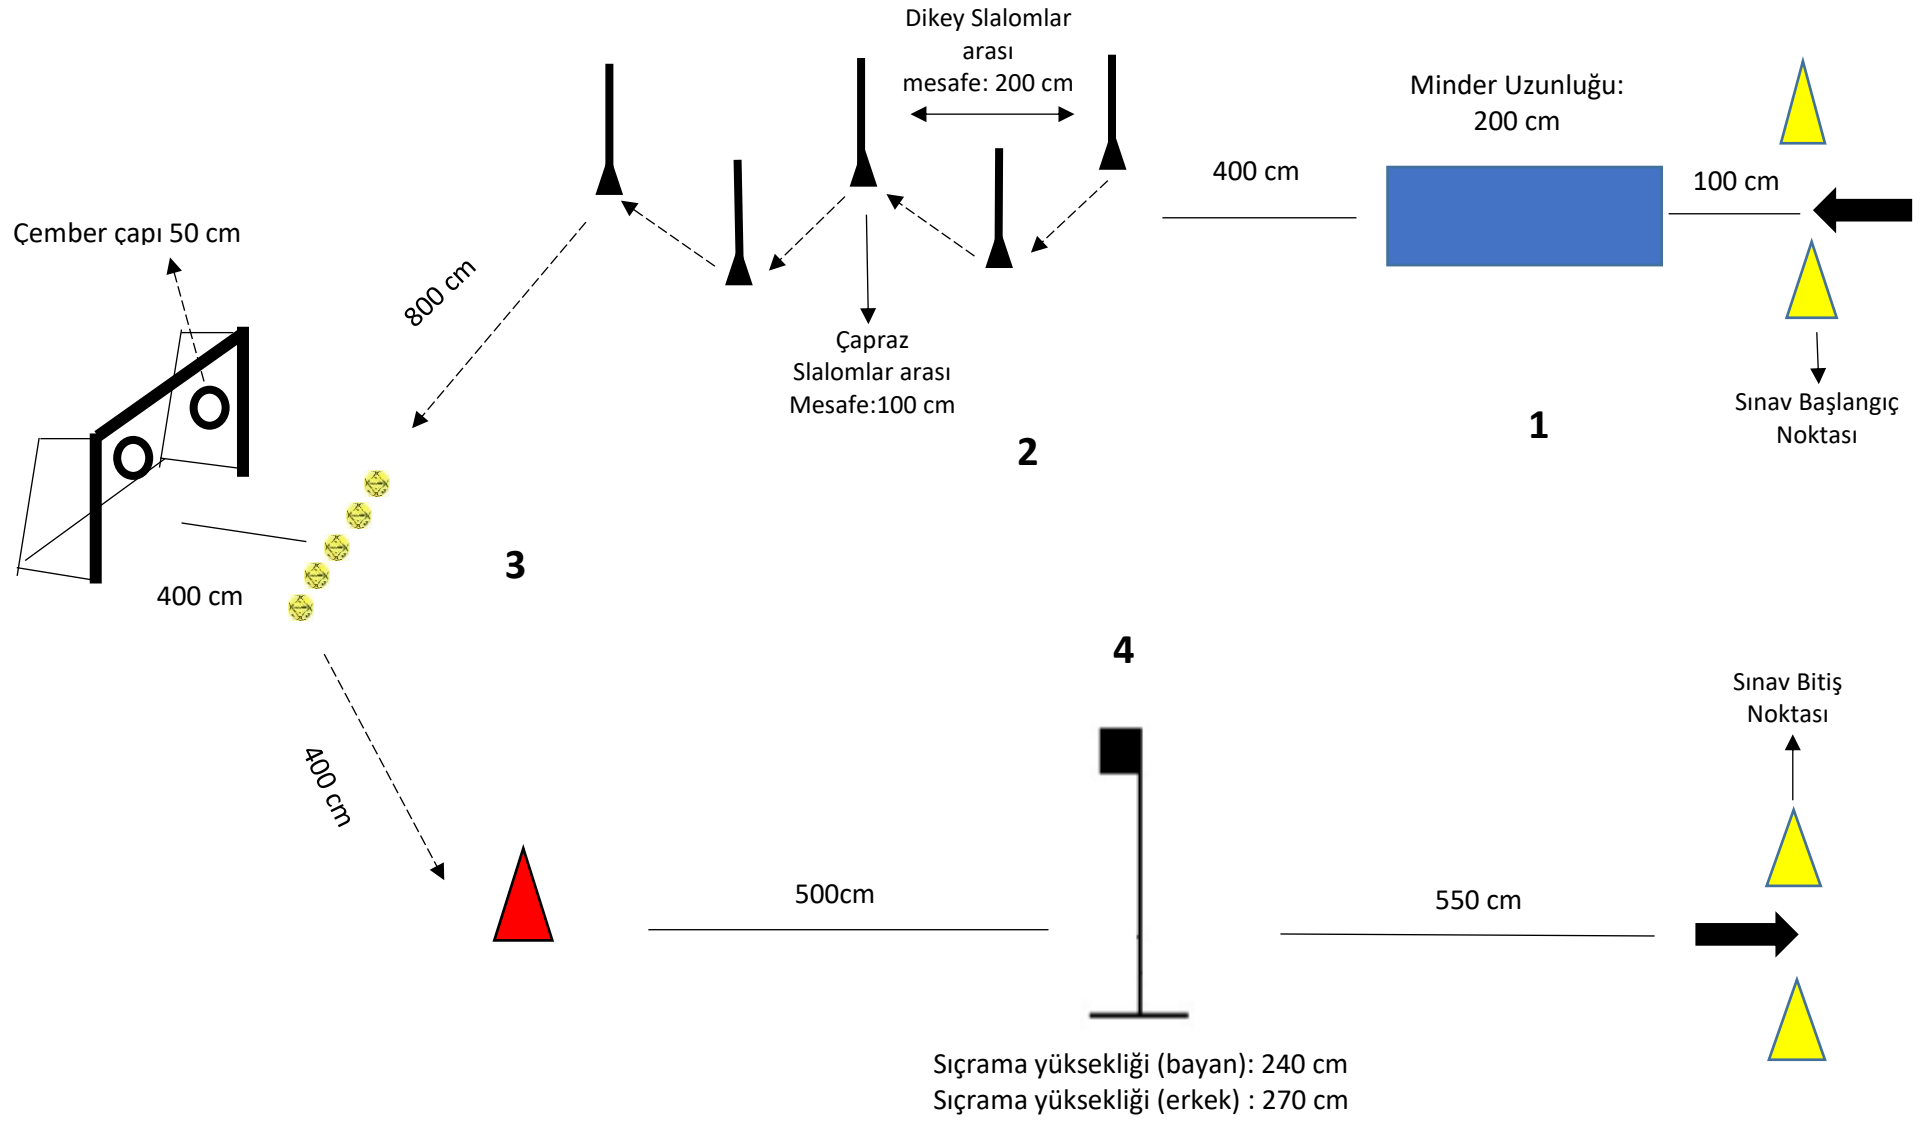 Dikey Slalomlar
arası
mesafe: 200 cm
Minder Uzunluğu:
200 cm
400 cm
100 cm
Çember çapı 50 cm
800 cm
Çapraz
Slalomlar arası
Mesafe:100 cm
Sınav Başlangıç
Noktası
1
2
3
400 cm
4
Sınav Bitiş
Noktası
400 cm
500cm
550 cm
Sıçrama yüksekliği (bayan): 240 cm
Sıçrama yüksekliği (erkek) : 270 cm